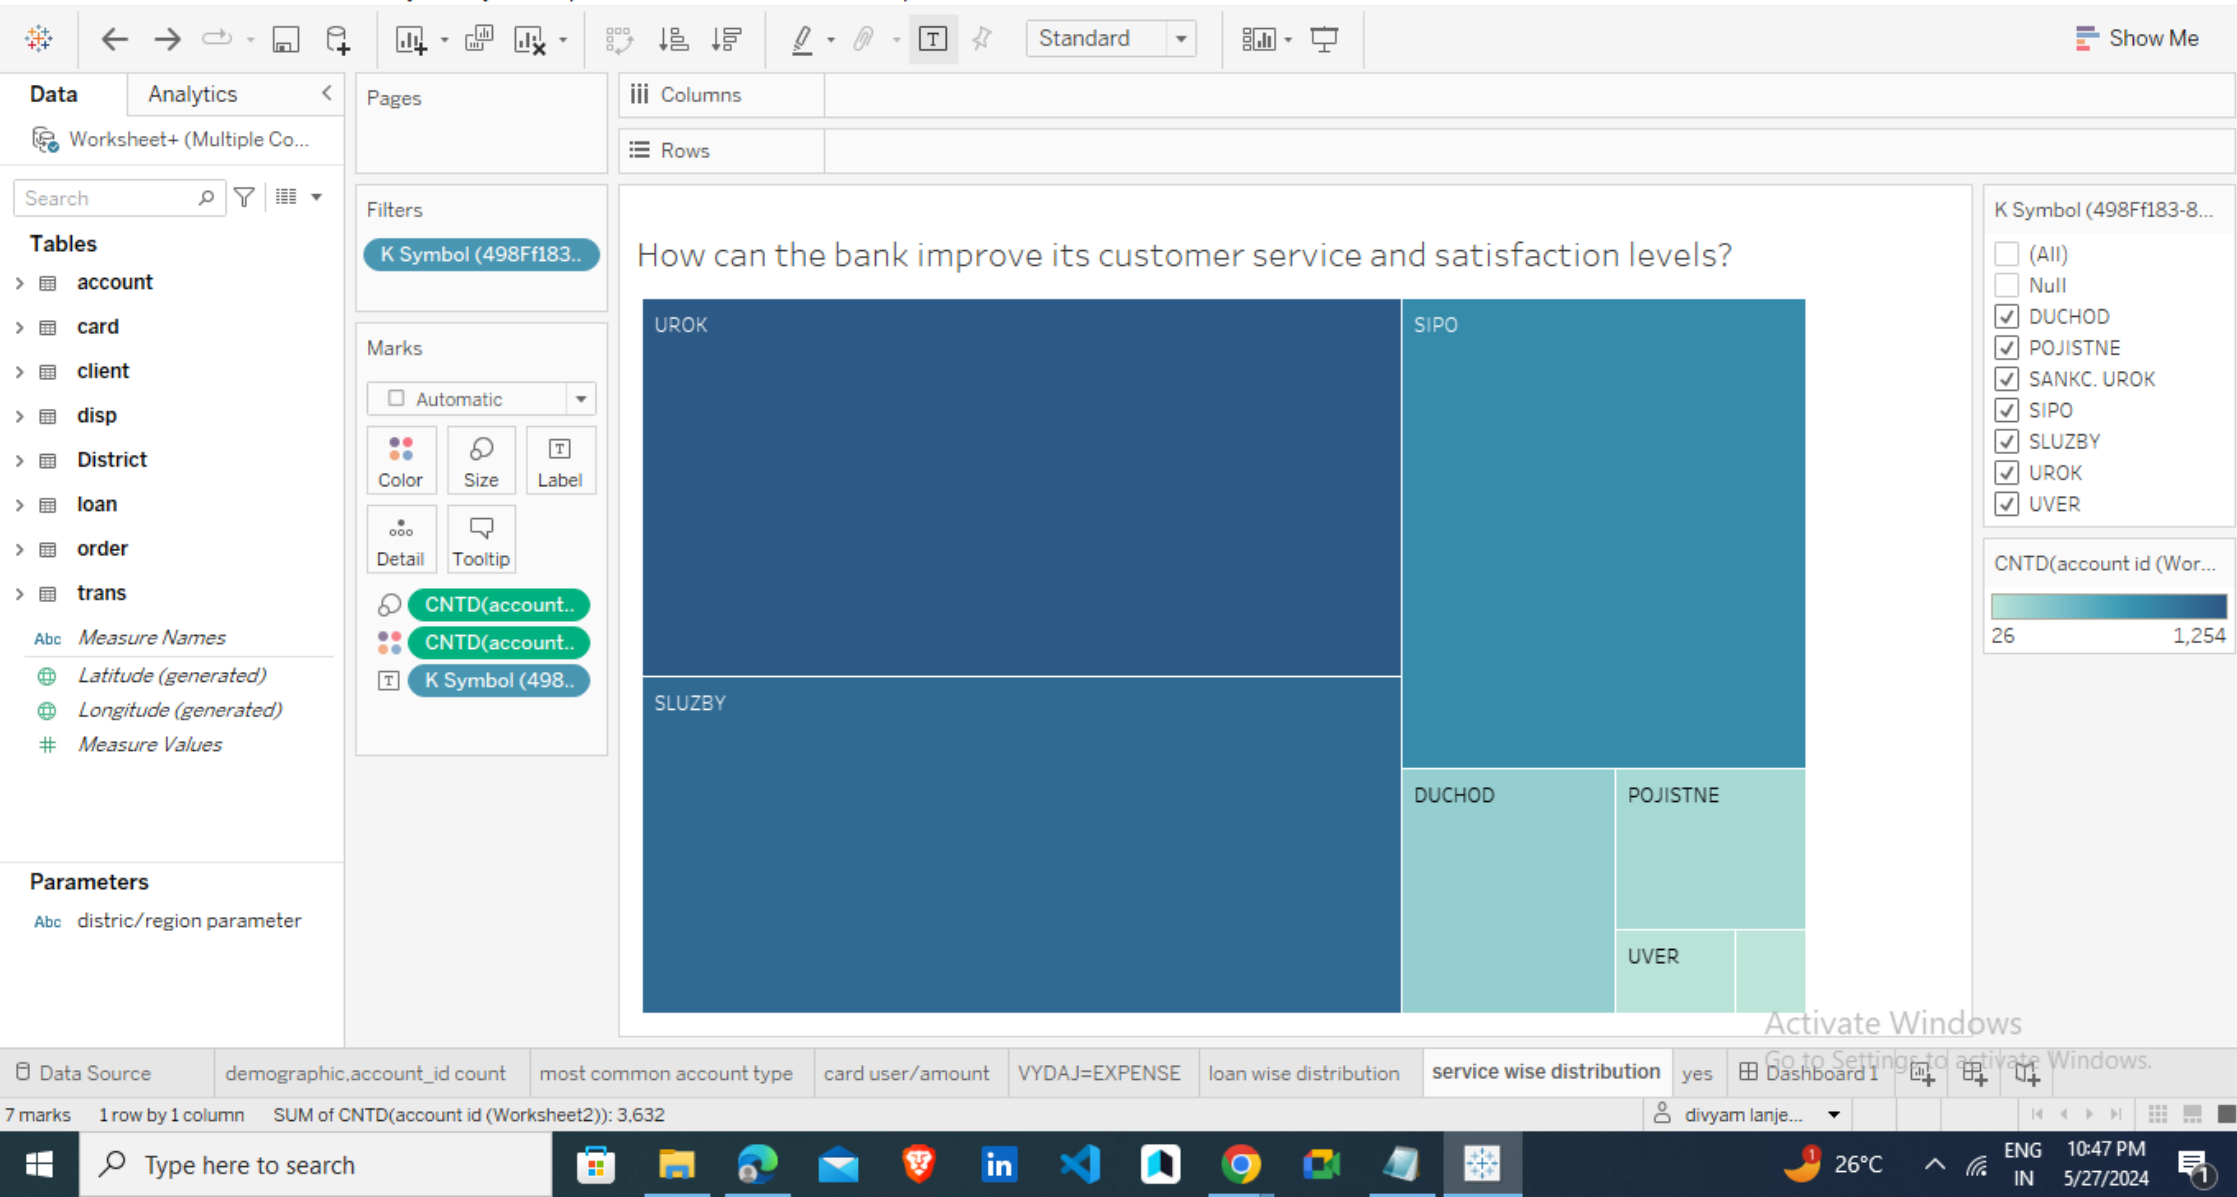 Standard
Show Me
Data
Analytics
Pages
Columns
Worksheet+ (Multiple Co...
Rows
Search
Filters
K Symbol (498Ff183..
Tables
account
card
client
disp
District
loan
order
trans
Abc Measure Names
Latitude (generated)
Longitude (generated)
Measure Values
Marks
Automatic
Color
Size
Label
Detail
Tooltip
CNTD(account..
CNTD(account..
K Symbol (498..
Parameters
Abc distric/region parameter
How can the bank improve its customer service and satisfaction levels?
UROK
SIPO
SLUZBY
DUCHOD
POJISTNE
UVER
K Symbol (498Ff183-8...
(All)
Null
DUCHOD
POJISTNE
SANKC. UROK
SIPO
SLUZBY
UROK
UVER
CNTD(account id (Wor...
26 1,254
Activate Windows
Go to Settings to activate Windows.
Data Source
demographic,account_id count
most common account type
card user/amount
VYDAJ=EXPENSE
loan wise distribution
service wise distribution
yes
Dashboard 1
7 marks 1 row by 1 column SUM of CNTD(account id (Worksheet2)): 3,632
divyam lanje...
Type here to search
26°C
ENG
IN
10:47 PM
5/27/2024